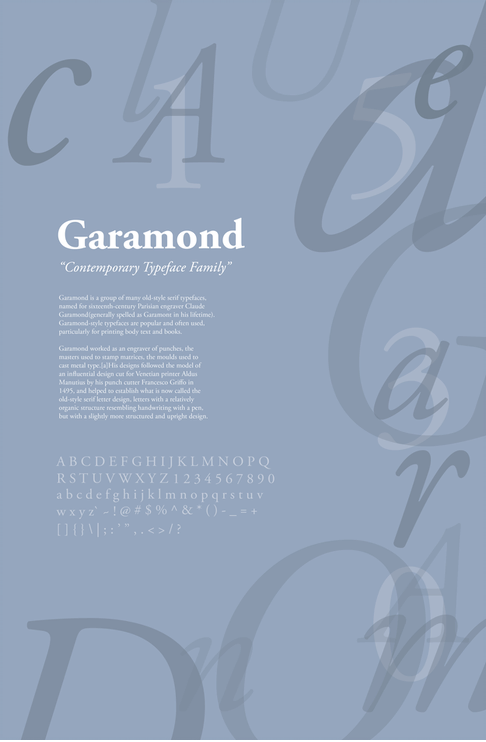 Garamond
“Contemporary Typeface Family”
Garamond is a group of many old-style serif typefaces,
named for sixteenth-century Parisian engraver Claude
Garamond(generally spelled as Garamont in his lifetime).
Garamond-style typefaces are popular and often used,
particularly for printing body text and books.
Garamond worked as an engraver of punches, the
masters used to stamp matrices, the moulds used to
cast metal type.[a]His designs followed the model of
an influential design cut for Venetian printer Aldus
Manutius by his punch cutter Francesco Griffo in
1495, and helped to establish what is now called the
old-style serif letter design, letters with a relatively
organic structure resembling handwriting with a pen,
but with a slightly more structured and upright design.
A B C D E F G H I J K L M N O P Q
R S T U V W X Y Z 1 2 3 4 5 6 7 8 9 0
a b c d e f g h i j k l m n o p q r s t u v
w x y z ` ~ ! @ # $ % ^ & * ( ) - _ = +
[ ] { } \ | ; : ' " , . < > / ?